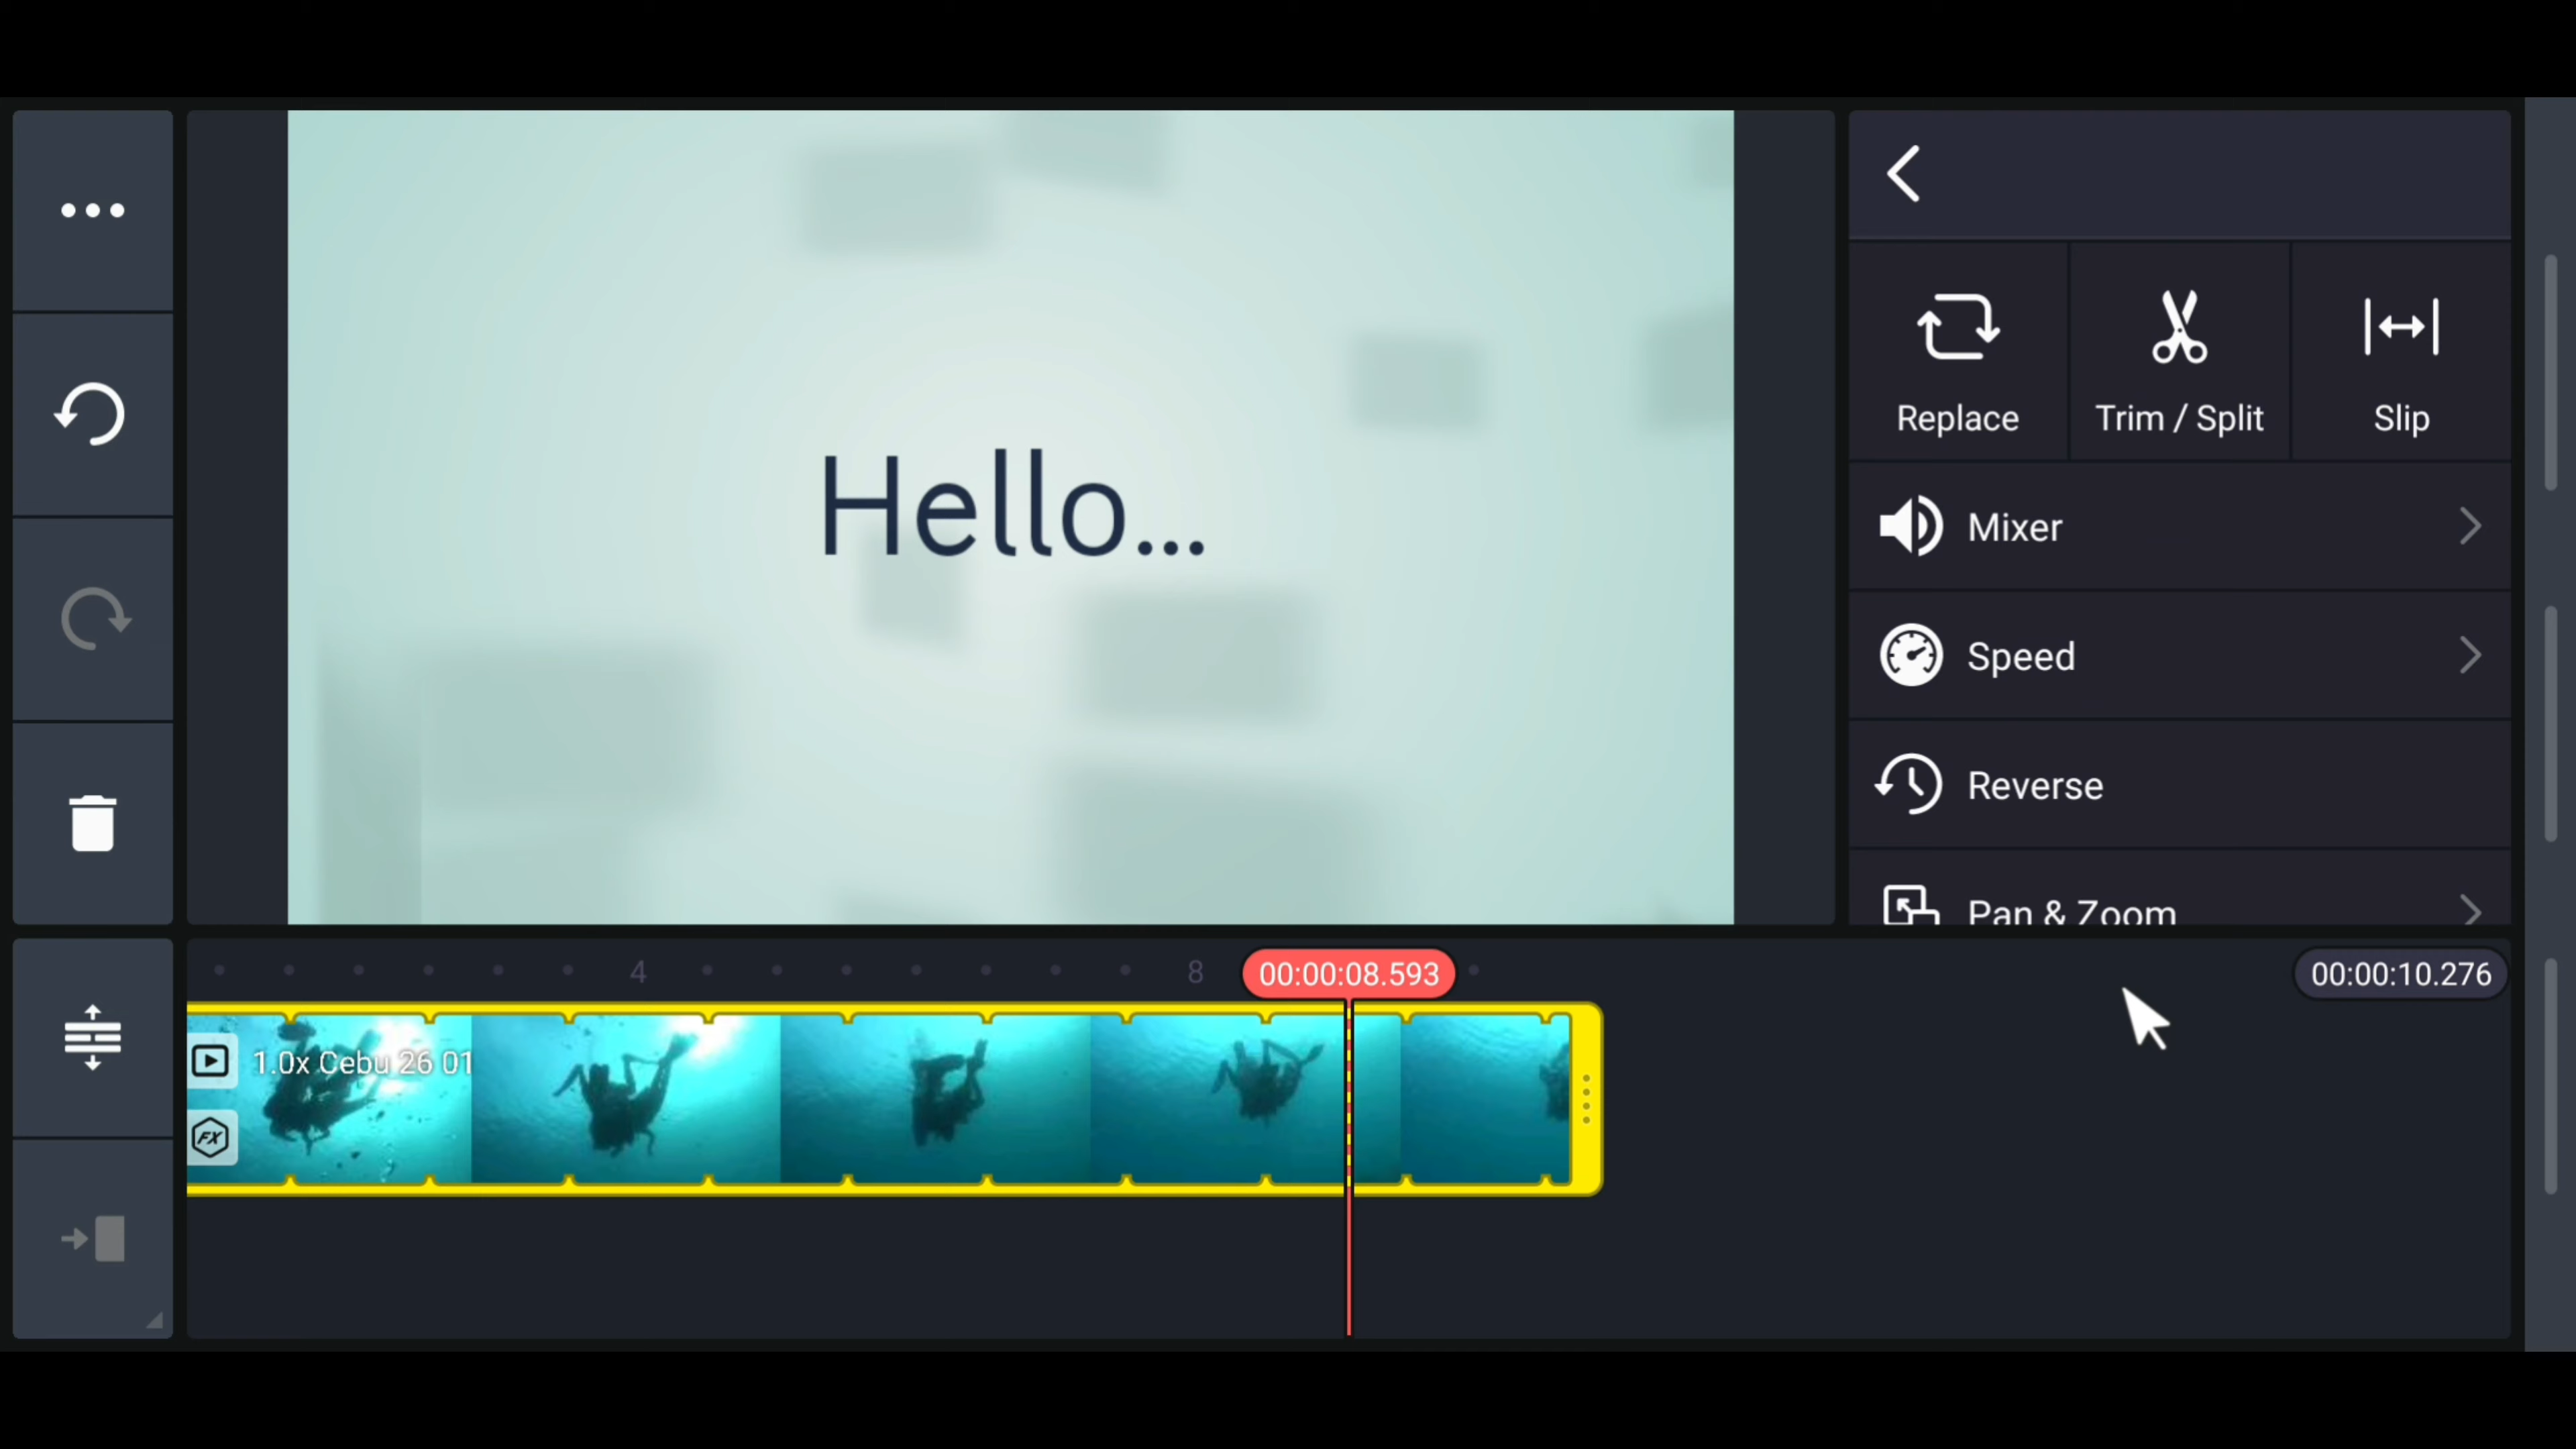 Replace
Trim / Split
Slip
Hello...
Mixer
Speed
Reverse
Pan & Zoom
4
8
00:00:08.593
00:00:10.276
1.0x Cebu 26 01
FX